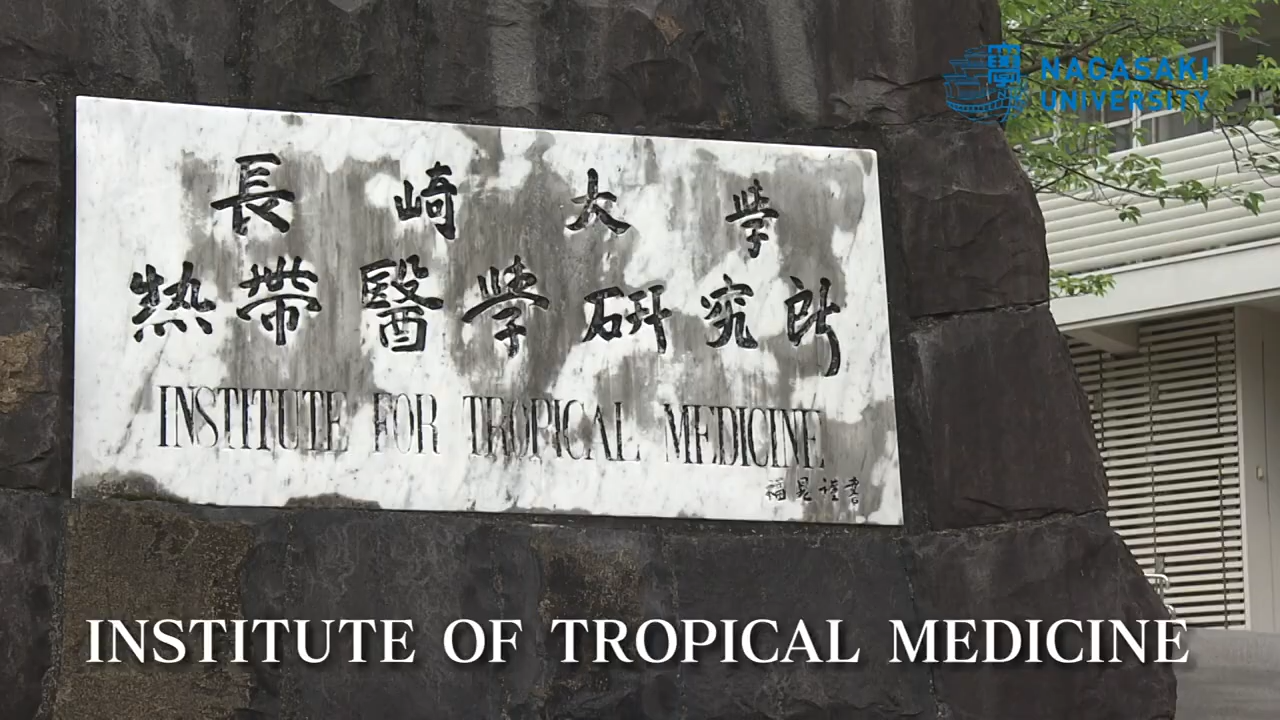 NAGASAKI
UNIVERSITY
長崎大学
熱帶醫學研究所
INSTITUTE FOR TROPICAL MEDICINE
INSTITUTE OF TROPICAL MEDICINE